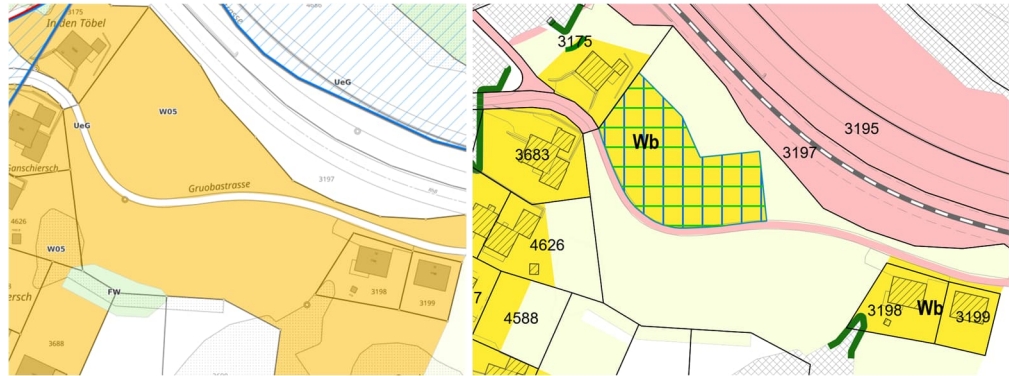 3175
In den Töbel
4680
UeG
W05
UeG
3197
Ganschiersch
Gruobastrasse
4626
W05
FW
3198
3199
3688
3175
Wb
3195
3197
3683
4626
4588
3198
Wb
3199